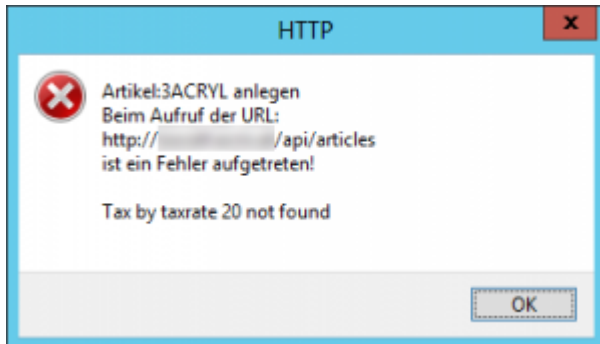 HTTP
x
Artikel:3ACRYL anlegen
Beim Aufruf der URL:
http:// /api/articles
ist ein Fehler aufgetreten!
Tax by taxrate 20 not found
OK